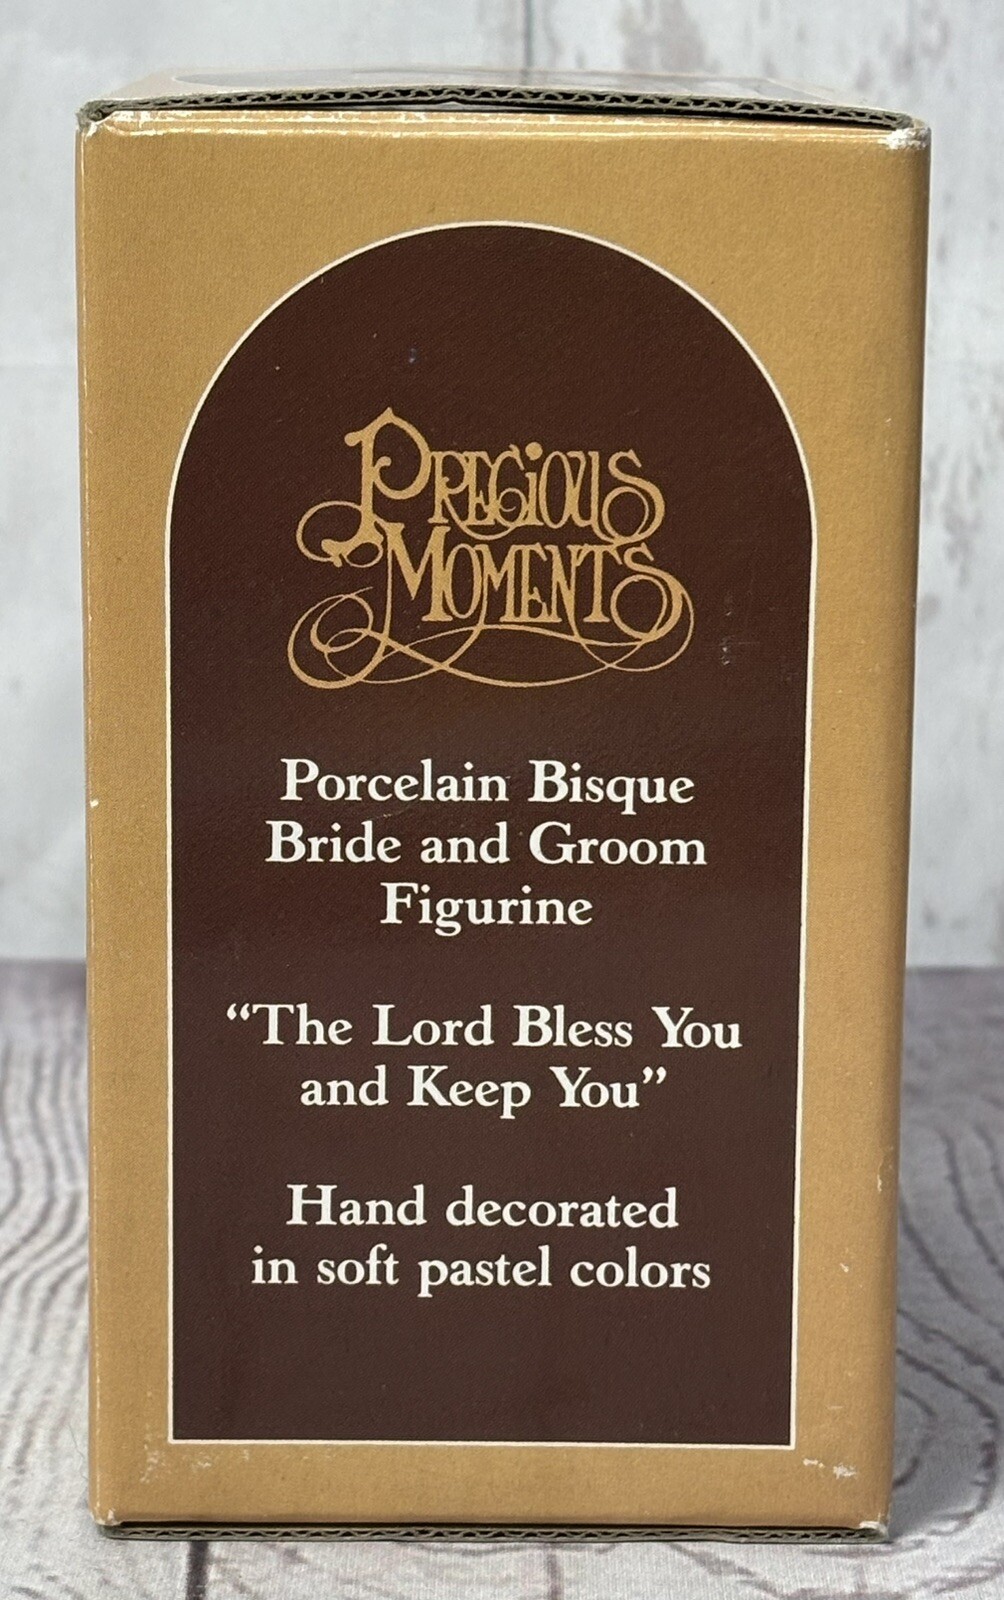 Precious
Moments
Porcelain Bisque
Bride and Groom
Figurine
“The Lord Bless You
and Keep You”
Hand decorated
in soft pastel colors